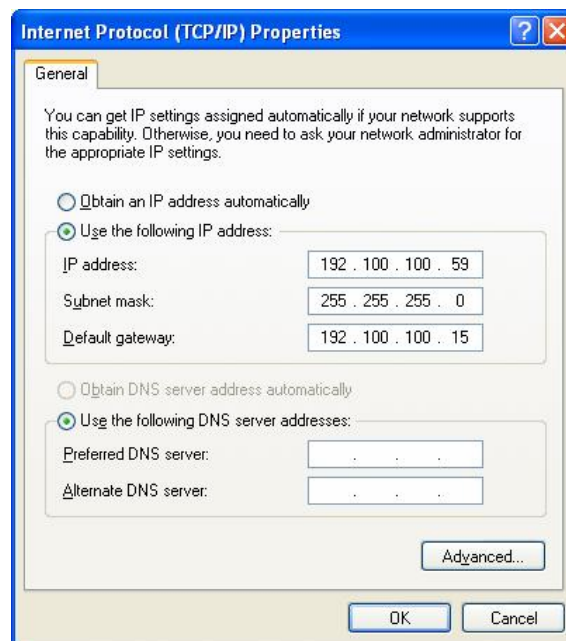 Internet Protocol (TCP/IP) Properties
General
You can get IP settings assigned automatically if your network supports
this capability. Otherwise, you need to ask your network administrator for
the appropriate IP settings.
Obtain an IP address automatically
Use the following IP address:
IP address: 192 . 100 . 100 . 59
Subnet mask: 255 . 255 . 255 . 0
Default gateway: 192 . 100 . 100 . 15
Obtain DNS server address automatically
Use the following DNS server addresses:
Preferred DNS server: . . .
Alternate DNS server: . . .
Advanced...
OK Cancel